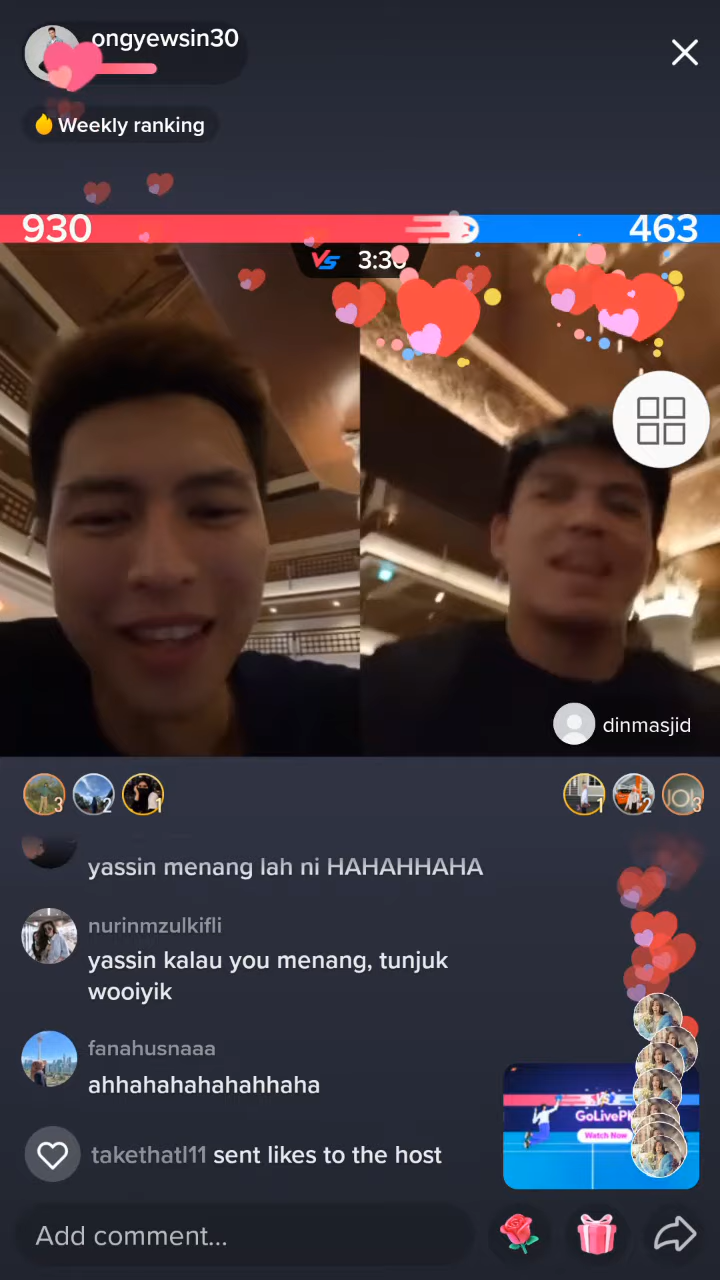 ongyewsin30
Weekly ranking
930
463
VS 3:30
dinmasjid
3
2
1
1
2
3
yassin menang lah ni HAHAHHAHA
nurinmzulkifli
yassin kalau you menang, tunjuk
wooiyik
fanahusnaaa
ahhahahahahahhaha
GoLivePK
Watch Now
takethatl11 sent likes to the host
Add comment...